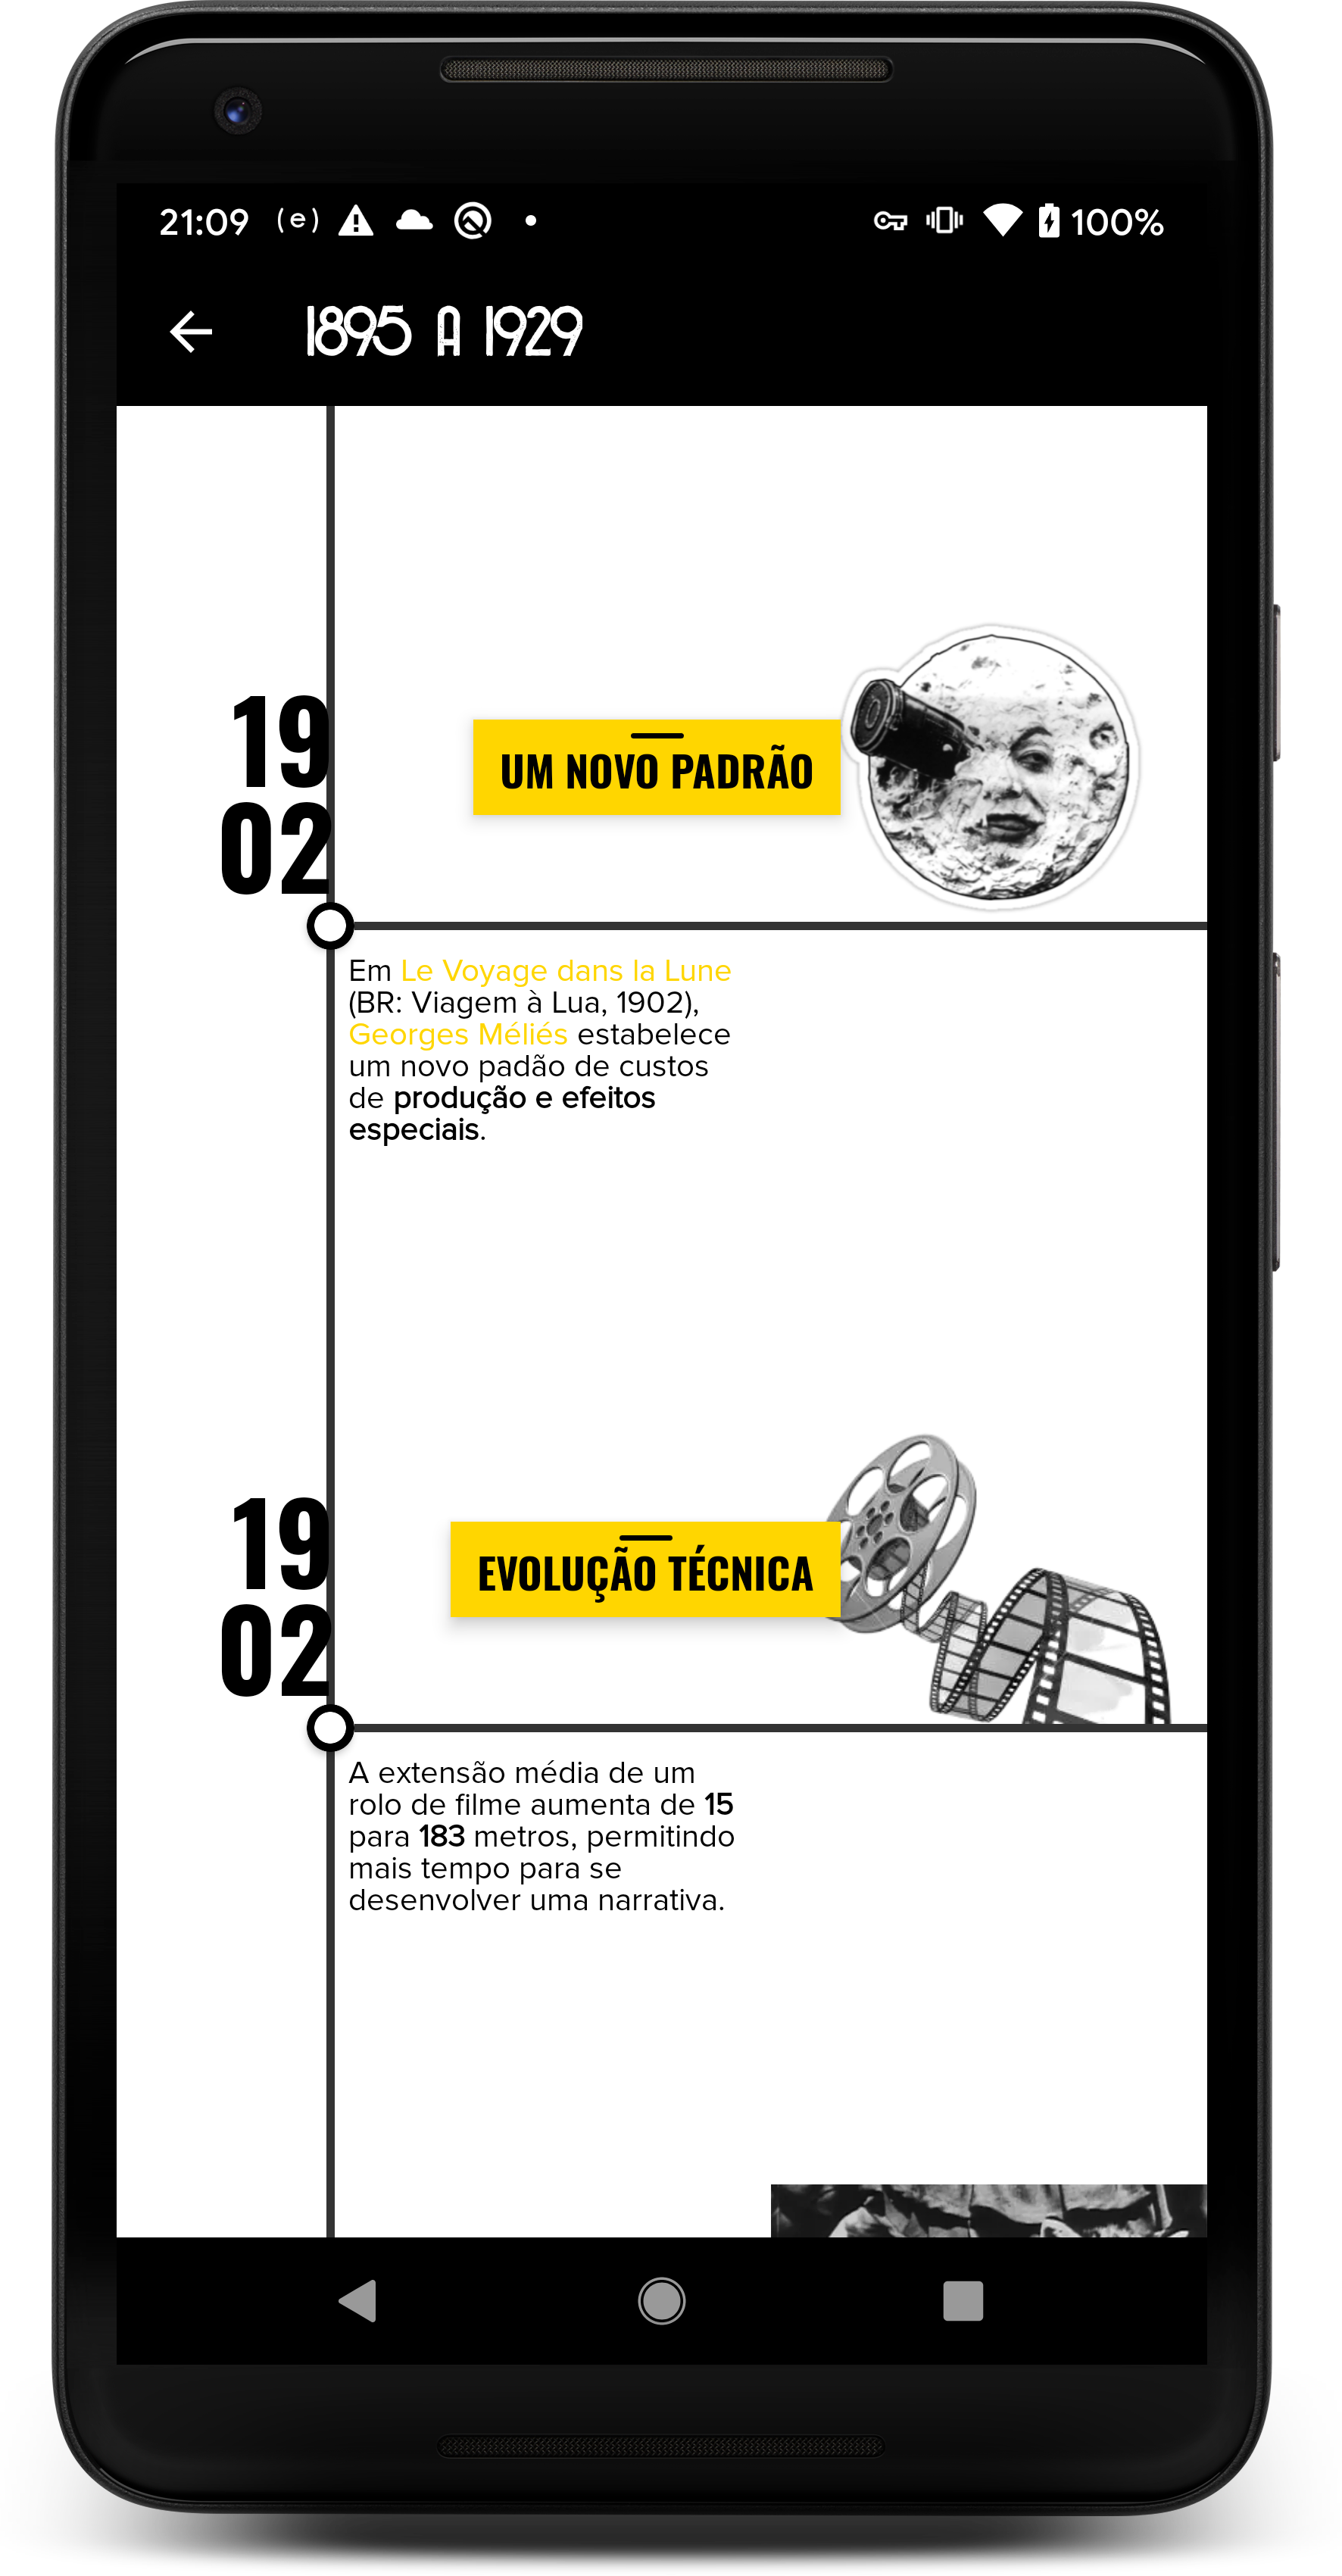 21:09 (e) 100%
1895 A 1929
19
02
UM NOVO PADRÃO
Em Le Voyage dans la Lune
(BR: Viagem à Lua, 1902),
Georges Méliés estabelece
um novo padão de custos
de produção e efeitos
especiais.
19
02
EVOLUÇÃO TÉCNICA
A extensão média de um
rolo de filme aumenta de 15
para 183 metros, permitindo
mais tempo para se
desenvolver uma narrativa.